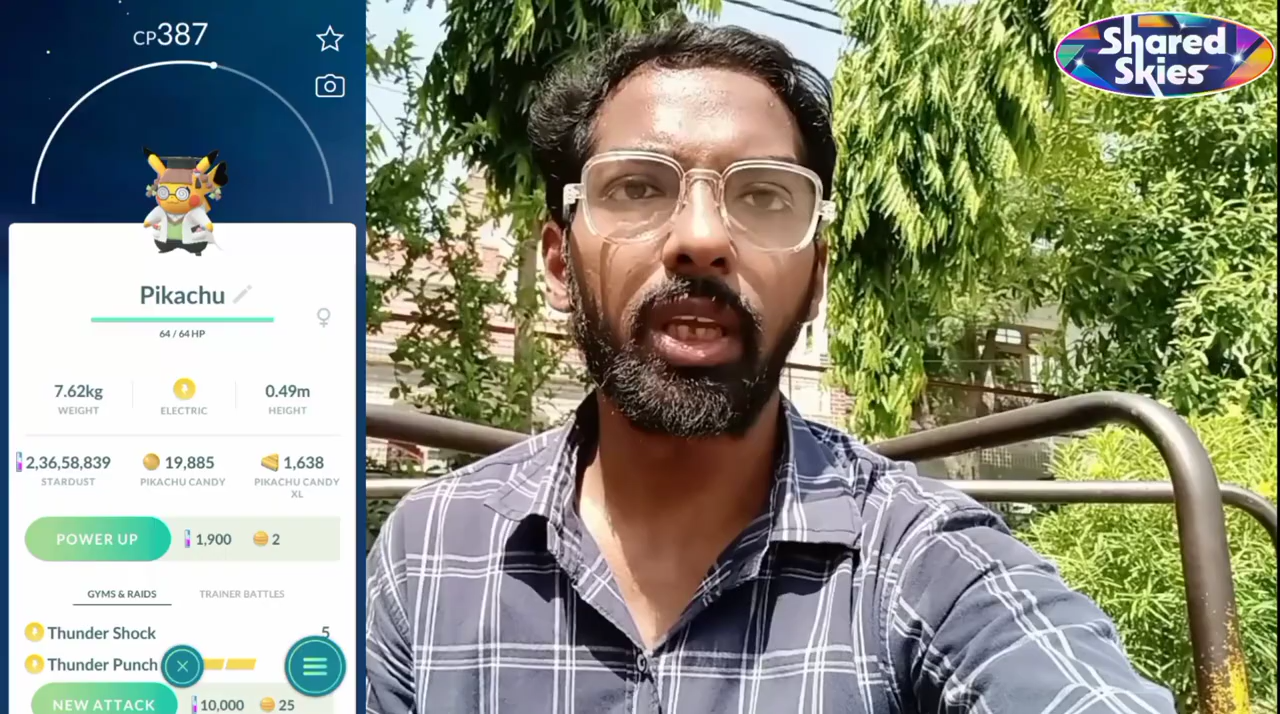 CP387
Pikachu
64 / 64 HP
7.62kg
WEIGHT
ELECTRIC
0.49m
HEIGHT
2,36,58,839
STARDUST
19,885
PIKACHU CANDY
1,638
PIKACHU CANDY
XL
POWER UP
1,900
2
GYMS & RAIDS
TRAINER BATTLES
Thunder Shock
5
Thunder Punch
NEW ATTACK
10,000
25
Shared
Skies